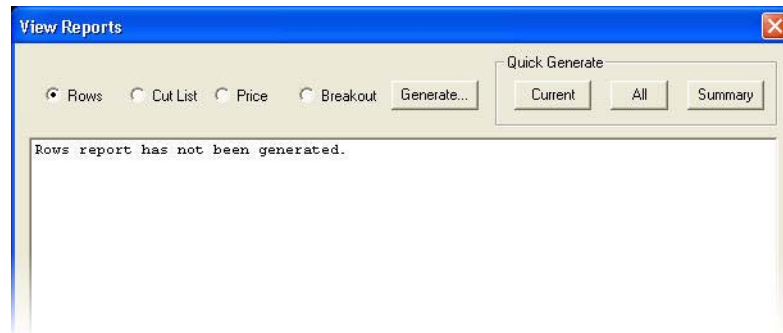 View Reports
Quick Generate
Rows Cut List Price Breakout Generate... Current All Summary
Rows report has not been generated.